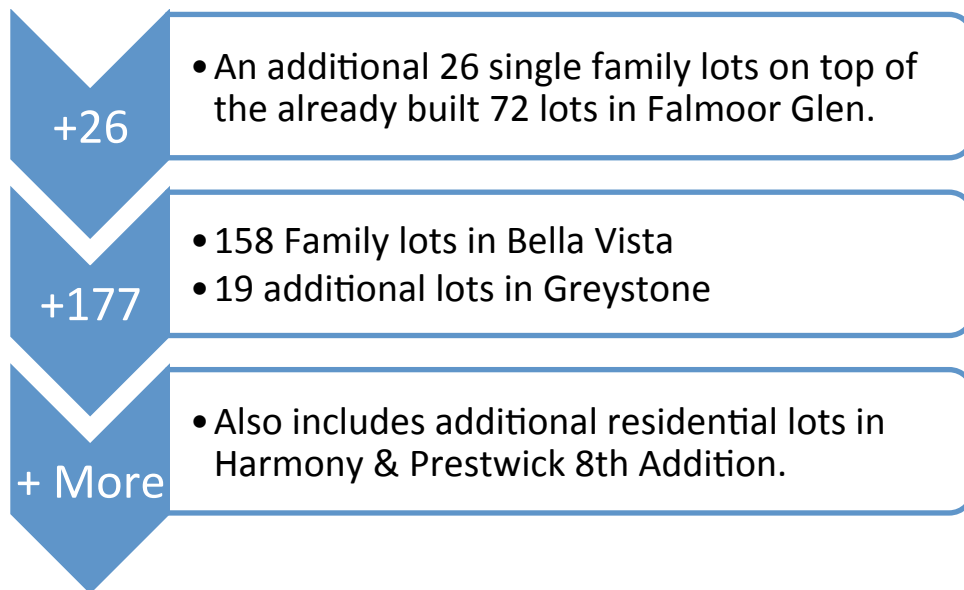 +26
• An additional 26 single family lots on top of
the already built 72 lots in Falmoor Glen.
+177
• 158 Family lots in Bella Vista
• 19 additional lots in Greystone
+ More
• Also includes additional residential lots in
Harmony & Prestwick 8th Addition.